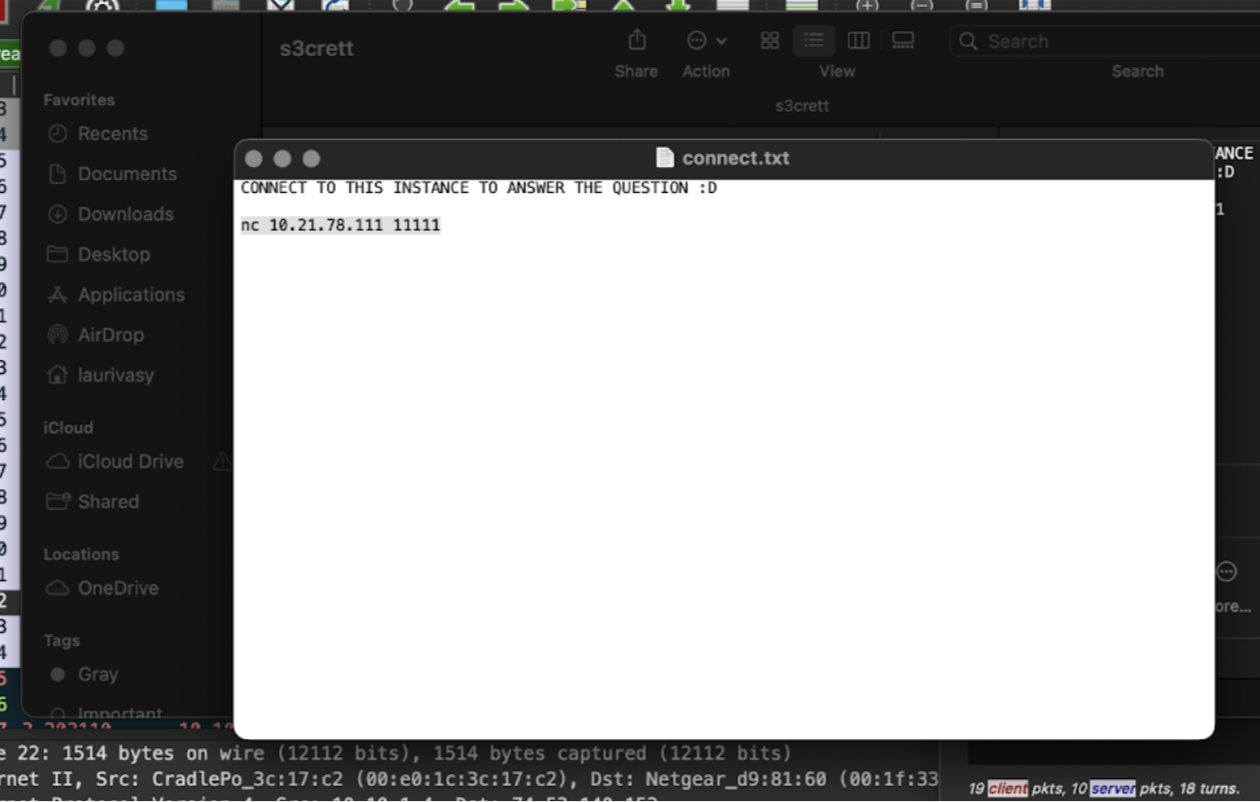 s3crett
Share
Action
View
Search
Search
s3crett
Favorites
Recents
Documents
Downloads
Desktop
Applications
AirDrop
laurivasy
iCloud
iCloud Drive
Shared
Locations
OneDrive
Tags
Gray
Important
connect.txt
CONNECT TO THIS INSTANCE TO ANSWER THE QUESTION :D
nc 10.21.78.111 11111
:D
22: 1514 bytes on wire (12112 bits), 1514 bytes captured (12112 bits)
II, Src: CradlePo_3c:17:c2 (00:e0:1c:3c:17:c2), Dst: Netgear_d9:81:60 (00:1f:33
19 client pkts, 10 server pkts, 18 turns.